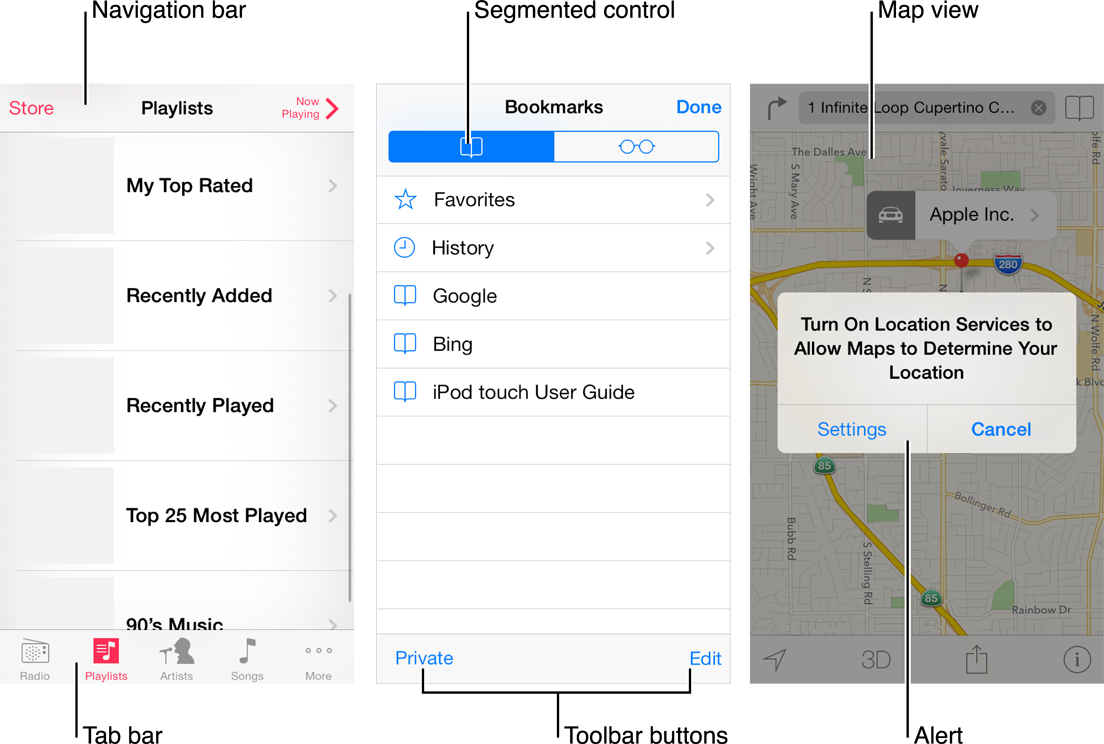 Navigation bar
Segmented control
Map view
Store
Playlists
Now
Playing
My Top Rated
Recently Added
Recently Played
Top 25 Most Played
90's Music
Radio
Playlists
Artists
Songs
More
Tab bar
Bookmarks
Done
Favorites
History
Google
Bing
iPod touch User Guide
Private
Edit
Toolbar buttons
1 Infinite Loop Cupertino C...
The Dalles Ave
S Mary Ave
Wright Ave
Inverness Way
Apple Inc.
280
Turn On Location Services to
Allow Maps to Determine Your
Location
Settings
Cancel
N Wolfe Rd
85
Bollinger Rd
Bubb Rd
S Stelling Rd
85
Rainbow Dr
3D
Alert